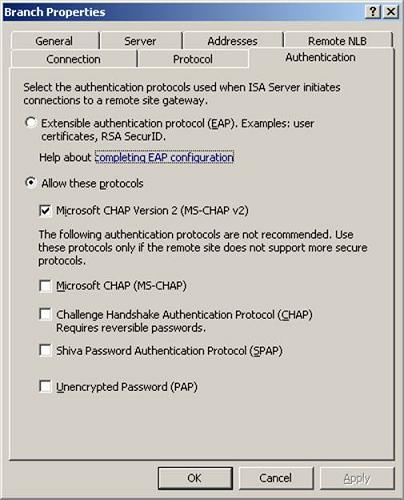 Branch Properties
General Server Addresses Remote NLB
Connection Protocol Authentication
Select the authentication protocols used when ISA Server initiates
connections to a remote site gateway.
Extensible authentication protocol (EAP). Examples: user
certificates, RSA SecurID.
Help about completing EAP configuration
Allow these protocols
Microsoft CHAP Version 2 (MS-CHAP v2)
The following authentication protocols are not recommended. Use
these protocols only if the remote site does not support more secure
protocols.
Microsoft CHAP (MS-CHAP)
Challenge Handshake Authentication Protocol (CHAP)
Requires reversible passwords.
Shiva Password Authentication Protocol (SPAP)
Unencrypted Password (PAP)
OK Cancel Apply